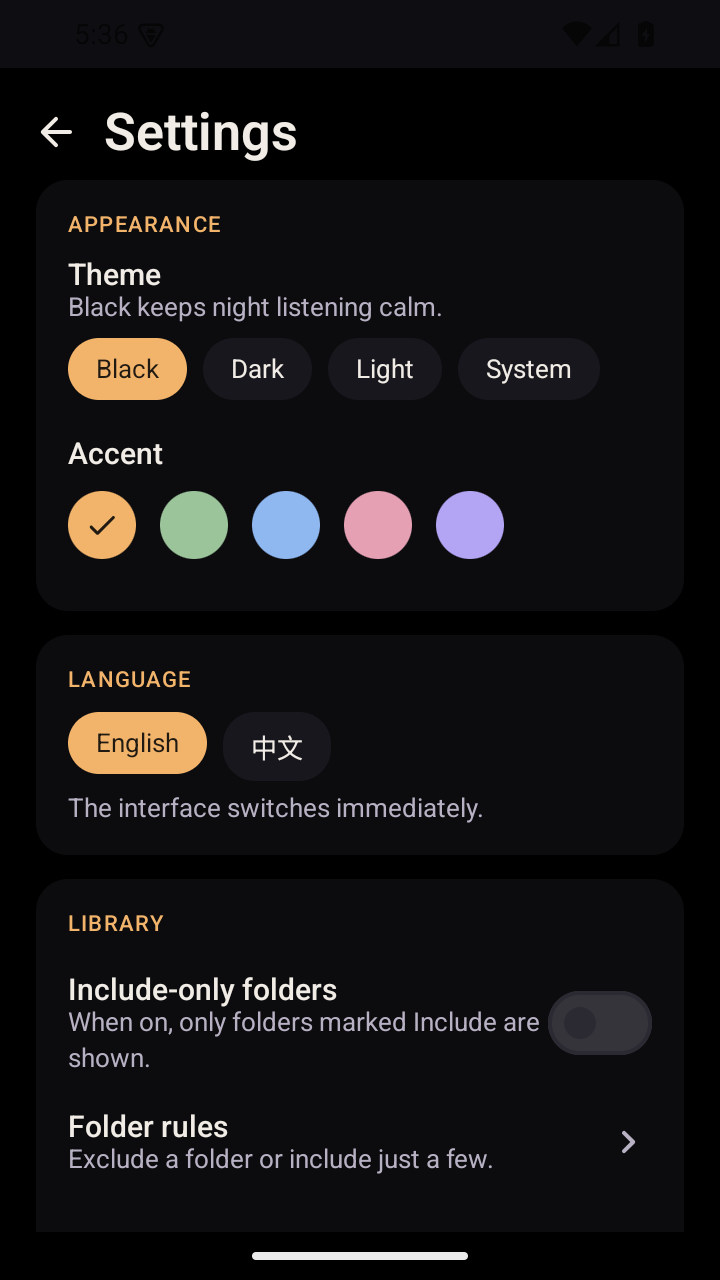 5:36
Settings
APPEARANCE
Theme
Black keeps night listening calm.
Black Dark Light System
Accent
LANGUAGE
English 中文
The interface switches immediately.
LIBRARY
Include-only folders
When on, only folders marked Include are
shown.
Folder rules
Exclude a folder or include just a few.